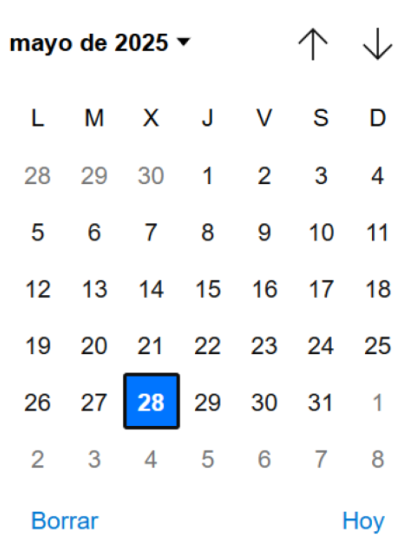 mayo de 2025
L M X J V S D
28 29 30 1 2 3 4
5 6 7 8 9 10 11
12 13 14 15 16 17 18
19 20 21 22 23 24 25
26 27 28 29 30 31 1
2 3 4 5 6 7 8
Borrar Hoy